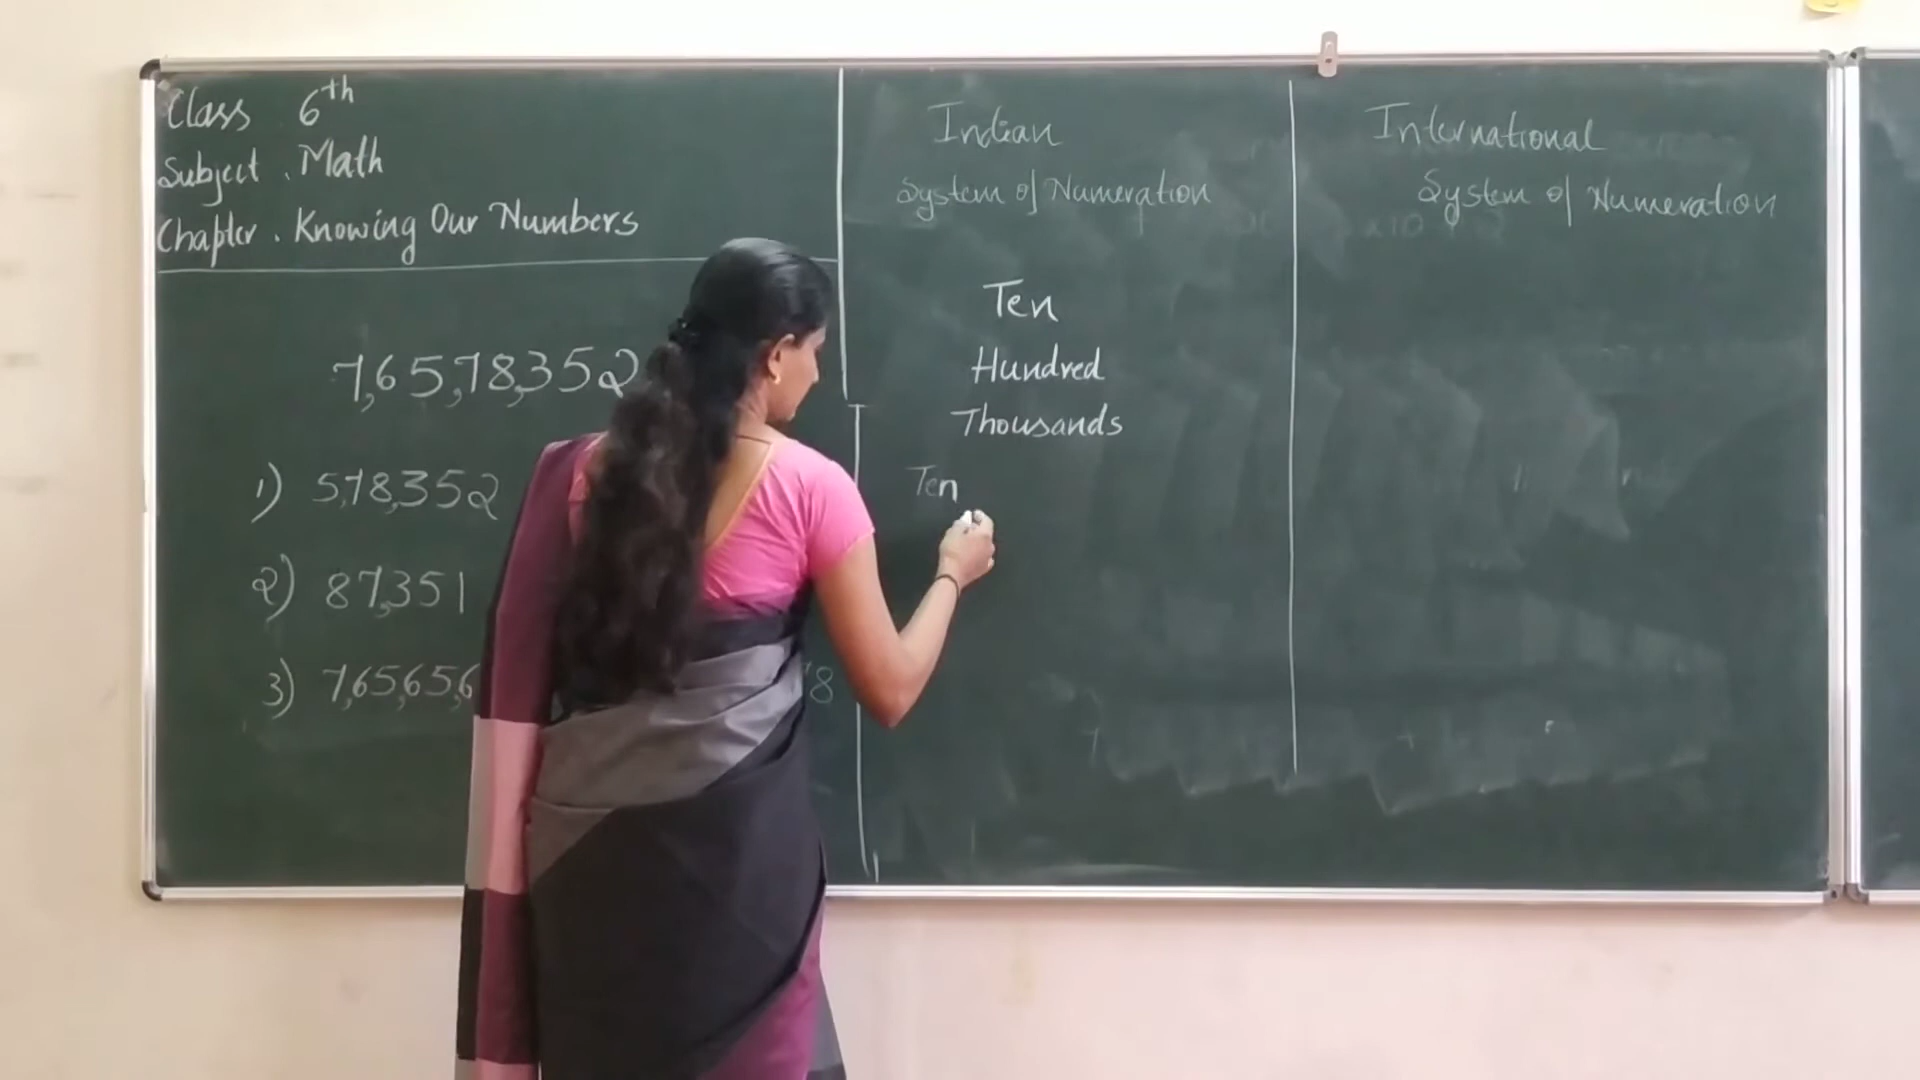 Class 6th
Subject . Math
Chapter . Knowing Our Numbers
7,65,78,352
1) 5,78,352
2) 87,351
3) 7,65,65,6
78
Indian
System of Numeration
Ten
Hundred
Thousands
Ten
International
System of Numeration